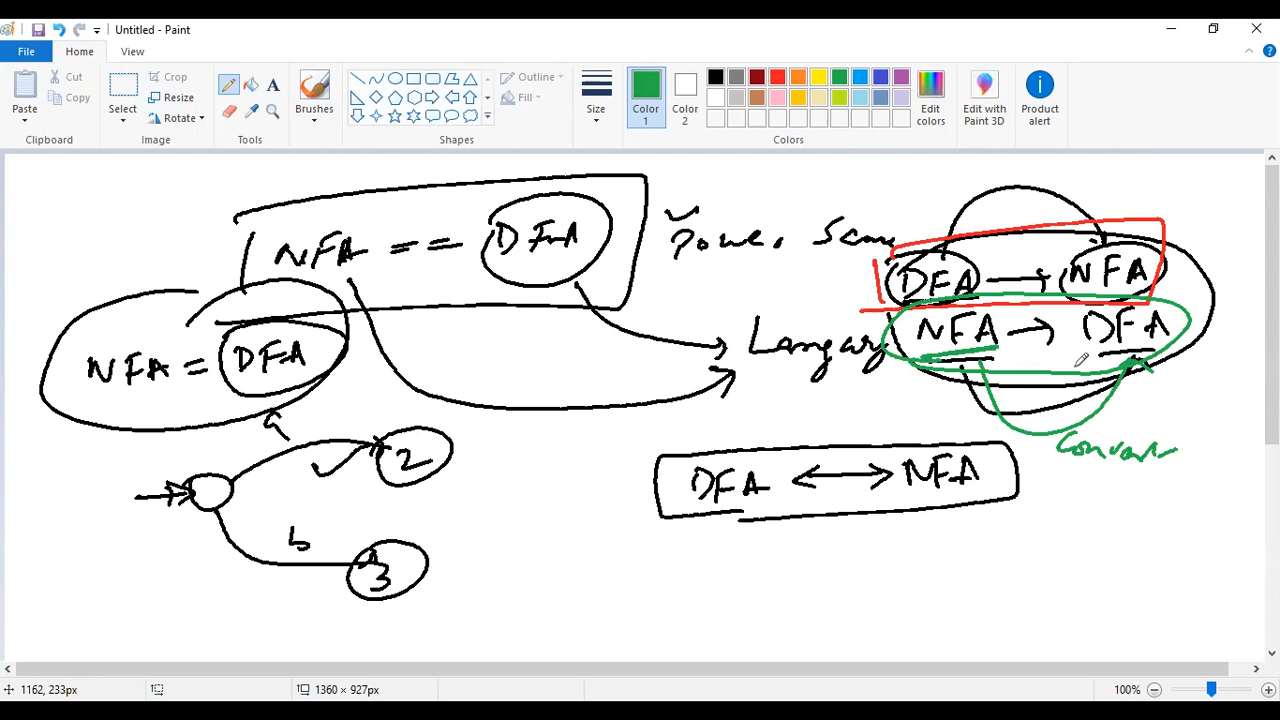 Untitled - Paint
File
Home
View
Paste
Cut
Copy
Clipboard
Select
Crop
Resize
Rotate
Image
Tools
Brushes
Shapes
Outline
Fill
Size
Color 1
Color 2
Edit colors
Colors
Edit with Paint 3D
Product alert
NFA == DFA
Power Same
DFA → NFA
NFA = DFA
NFA → DFA
Convert
a
2
DFA ↔ NFA
b
3
1162, 233px
1360 × 927px
100%